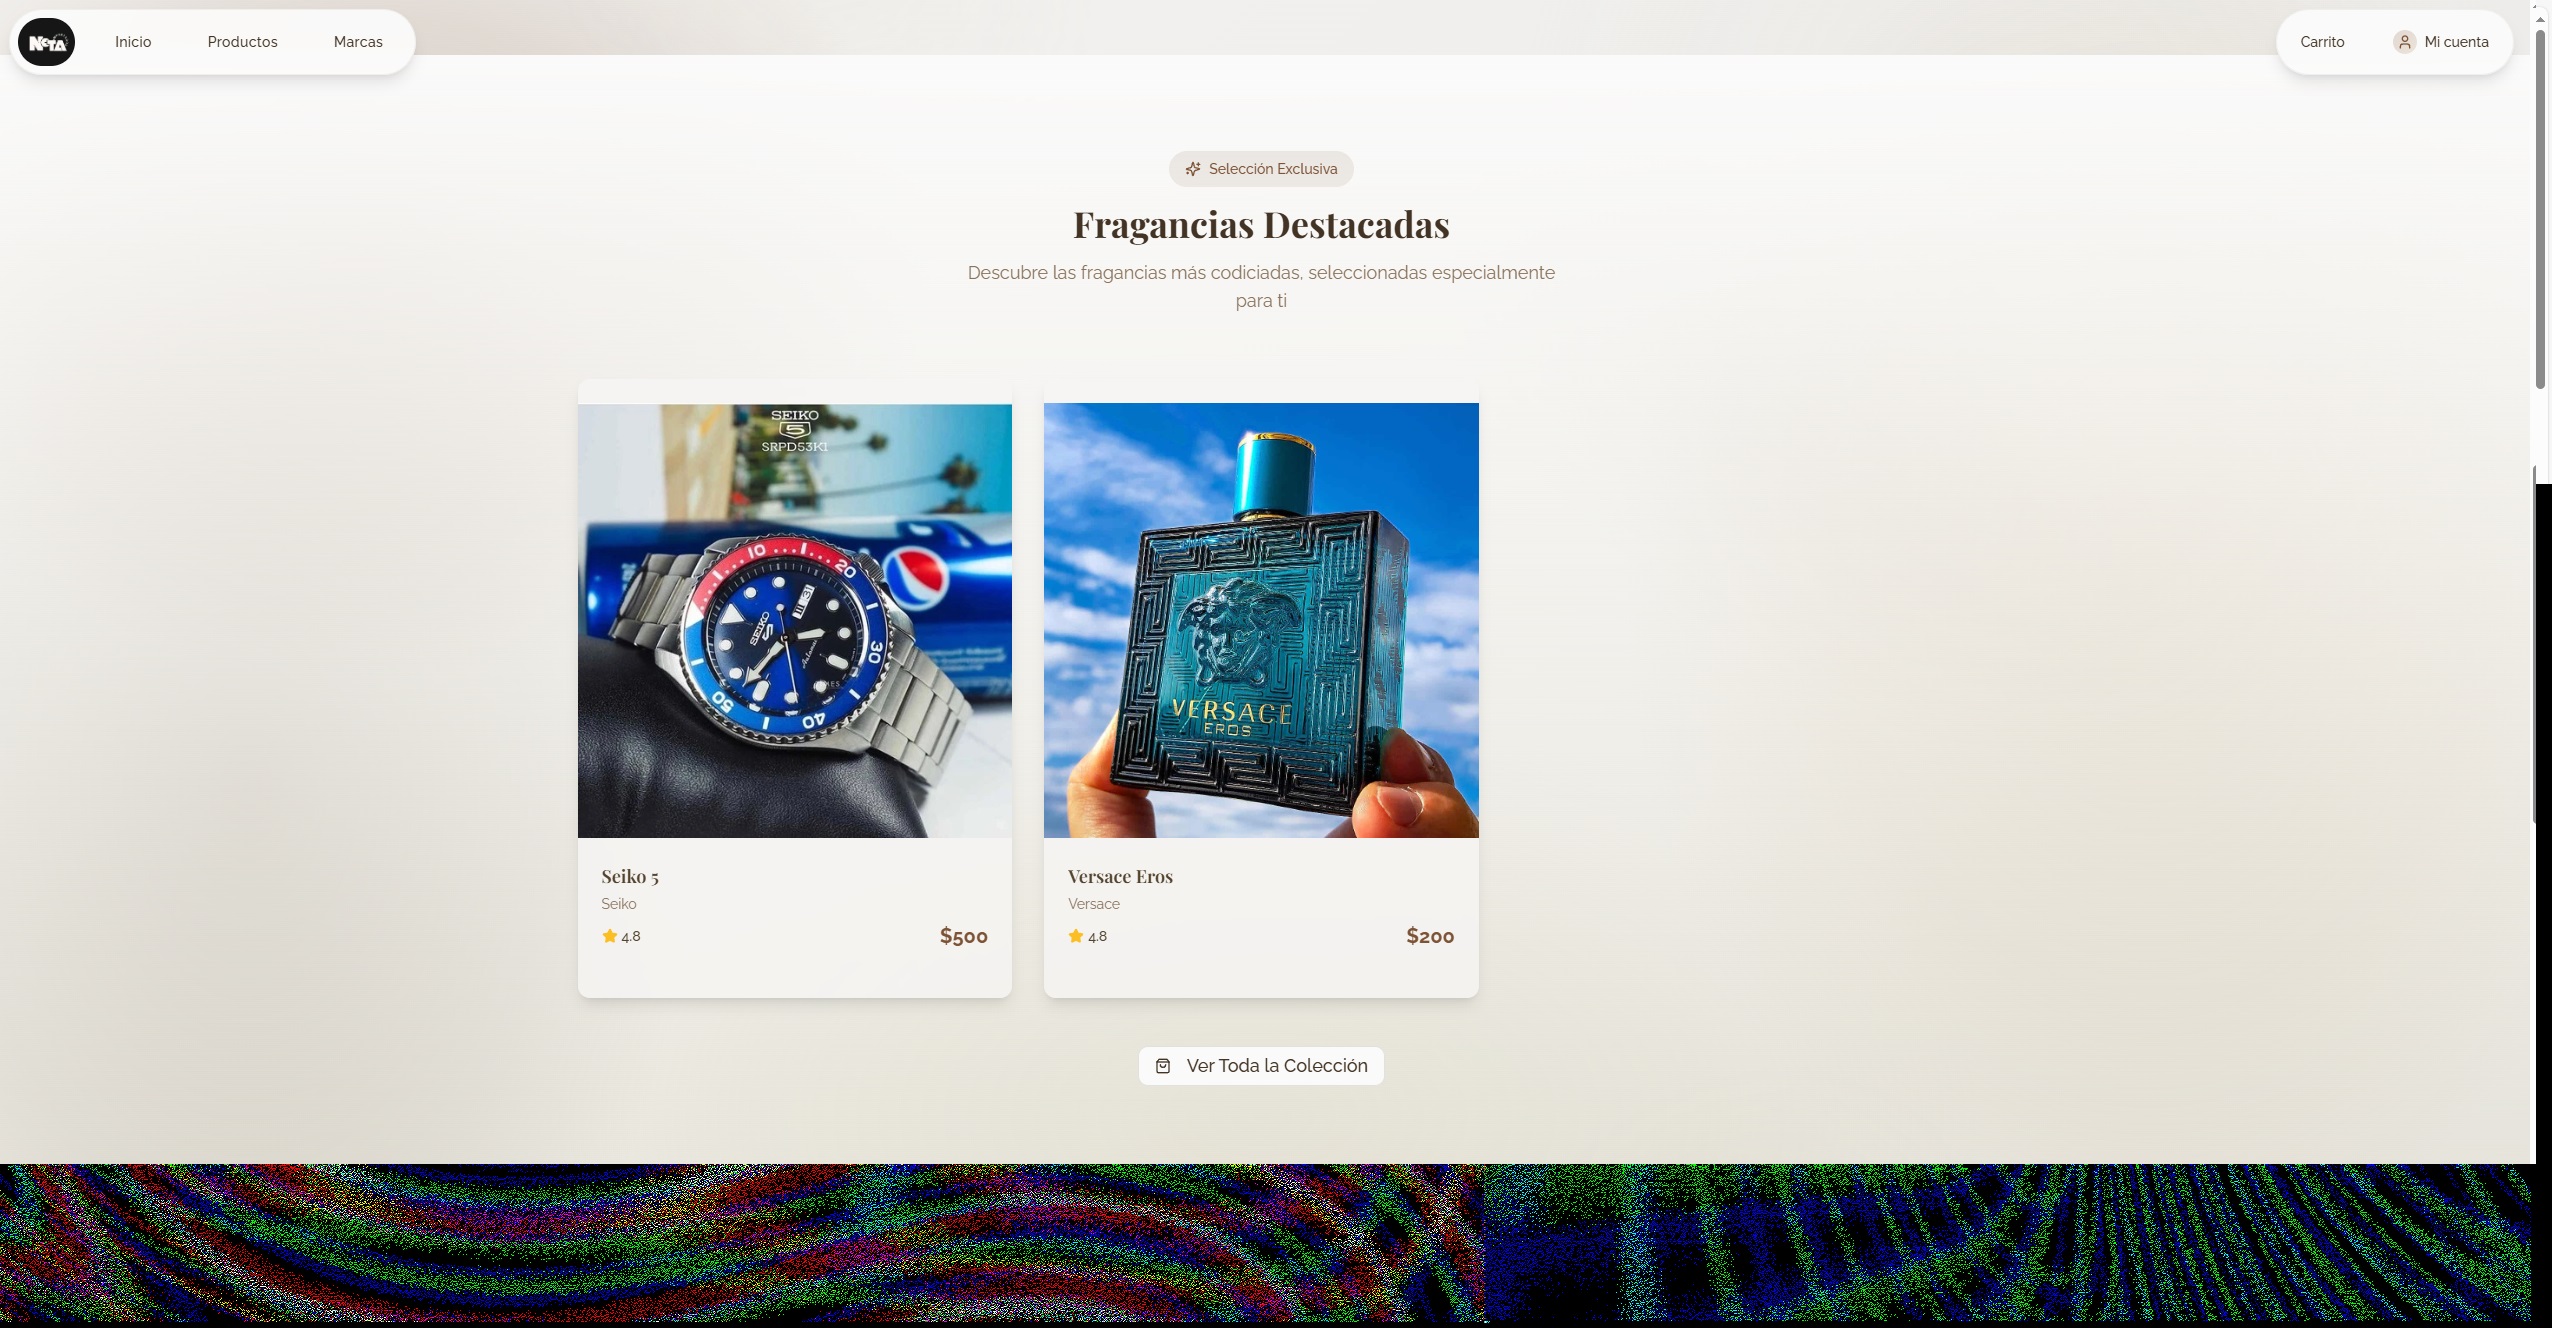 NOTA
Inicio
Productos
Marcas
Carrito
Mi cuenta
Selección Exclusiva
Fragancias Destacadas
Descubre las fragancias más codiciadas, seleccionadas especialmente
para ti
SEIKO
5
SRPD53K1
10
20
30
40
50
SEIKO
5
Automatic
VERSACE
EROS
Seiko 5
Seiko
4.8
$500
Versace Eros
Versace
4.8
$200
Ver Toda la Colección